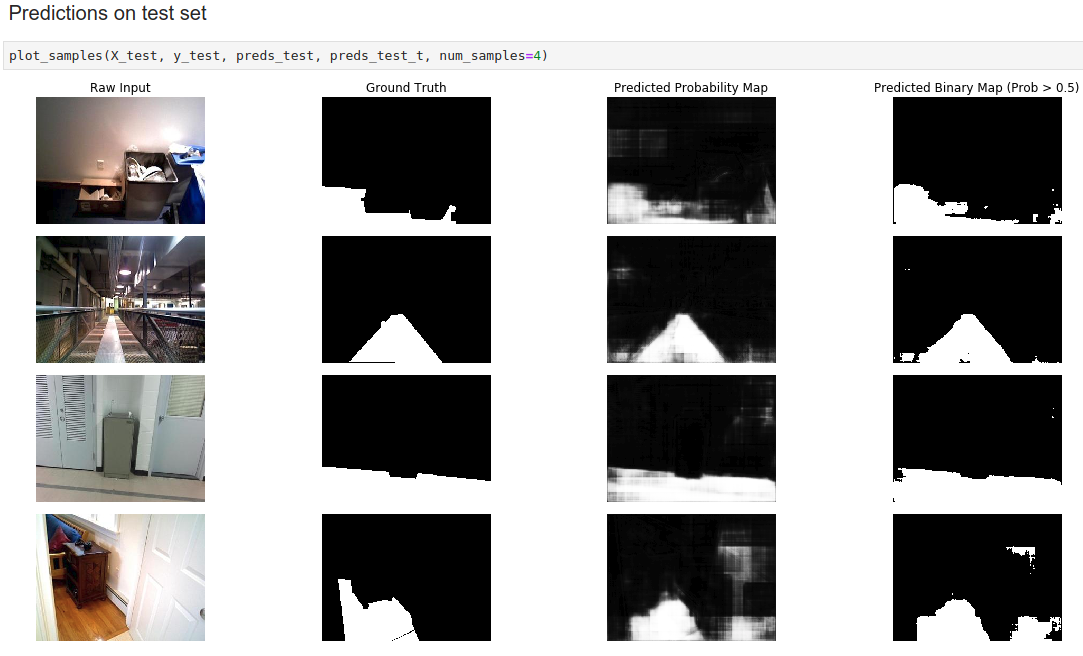 Predictions on test set
plot_samples(X_test, y_test, preds_test, preds_test_t, num_samples=4)
Raw Input
Ground Truth
Predicted Probability Map
Predicted Binary Map (Prob > 0.5)